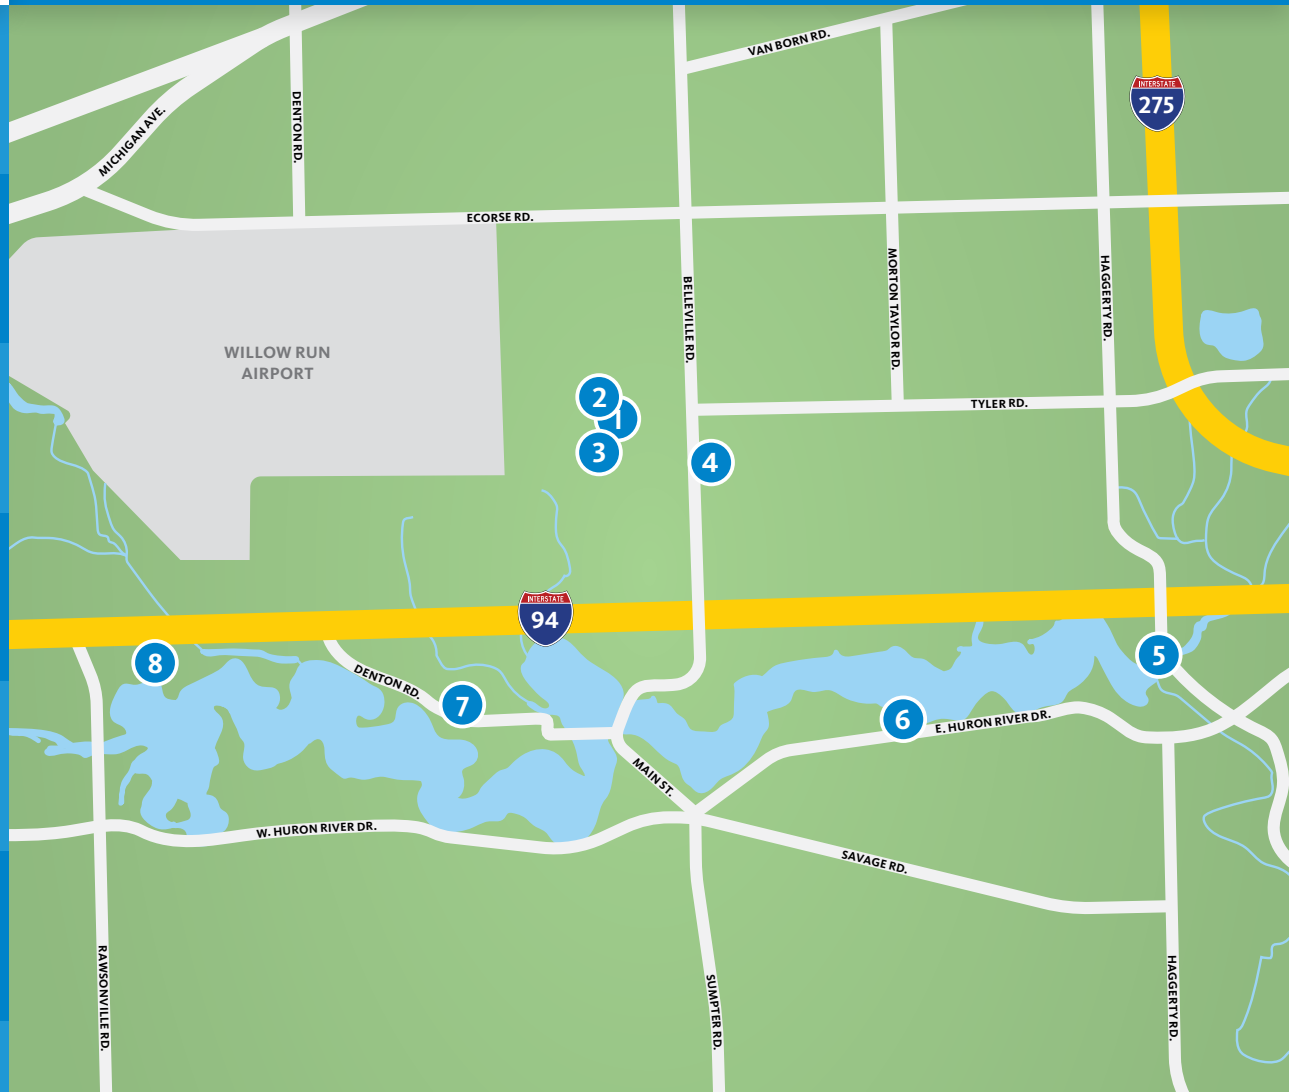 VAN BORN RD.
INTERSTATE
275
MICHIGAN AVE.
DENTON RD.
ECORSE RD.
BELLEVILLE RD.
MORTON TAYLOR RD.
HAGGERTY RD.
WILLOW RUN
AIRPORT
2
1
3
4
TYLER RD.
INTERSTATE
94
8
DENTON RD.
7
6
5
E. HURON RIVER DR.
MAIN ST.
W. HURON RIVER DR.
SAVAGE RD.
RAWSONVILLE RD.
SUMPTER RD.
HAGGERTY RD.